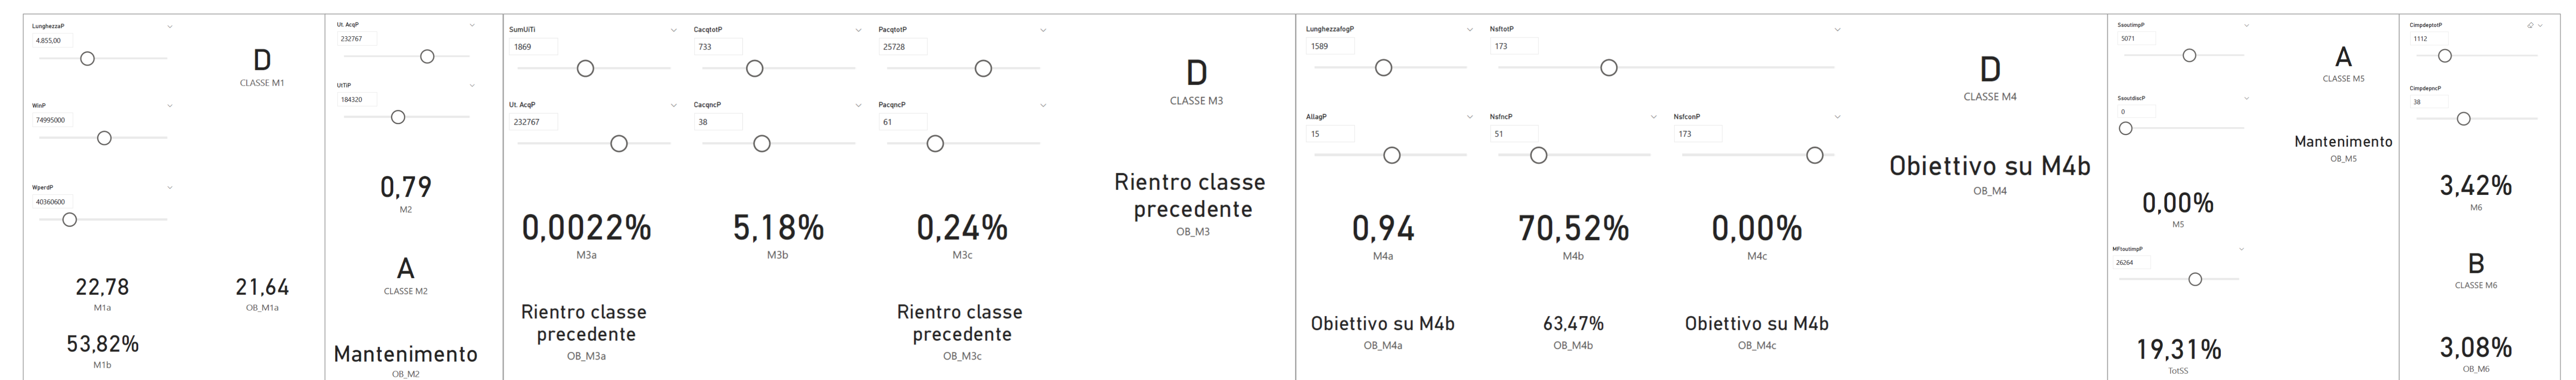 LunghezzaP
4.855,00
WinP
74995000
WperdP
40360600
22,78
M1a
53,82%
M1b
D
CLASSE M1
21,64
OB_M1a
Ut. AcqP
232767
UtTiP
184320
0,79
M2
A
CLASSE M2
Mantenimento
OB_M2
SumUiTi
1869
CacqtotP
733
PacqtotP
25728
Ut. AcqP
232767
CacqncP
38
PacqncP
61
0,0022%
M3a
5,18%
M3b
0,24%
M3c
Rientro classe
precedente
OB_M3a
Rientro classe
precedente
OB_M3c
D
CLASSE M3
Rientro classe
precedente
OB_M3
LunghezzafogP
1589
NsftotP
173
AllagP
15
NsfncP
51
NsfconP
173
0,94
M4a
70,52%
M4b
0,00%
M4c
Obiettivo su M4b
OB_M4a
63,47%
OB_M4b
Obiettivo su M4b
OB_M4c
D
CLASSE M4
Obiettivo su M4b
OB_M4
SsoutimpP
5071
SsoutdiscP
0
0,00%
M5
MFtoutimpP
26264
19,31%
TotSS
A
CLASSE M5
Mantenimento
OB_M5
CimpdeptotP
1112
CimpdepncP
38
3,42%
M6
B
CLASSE M6
3,08%
OB_M6